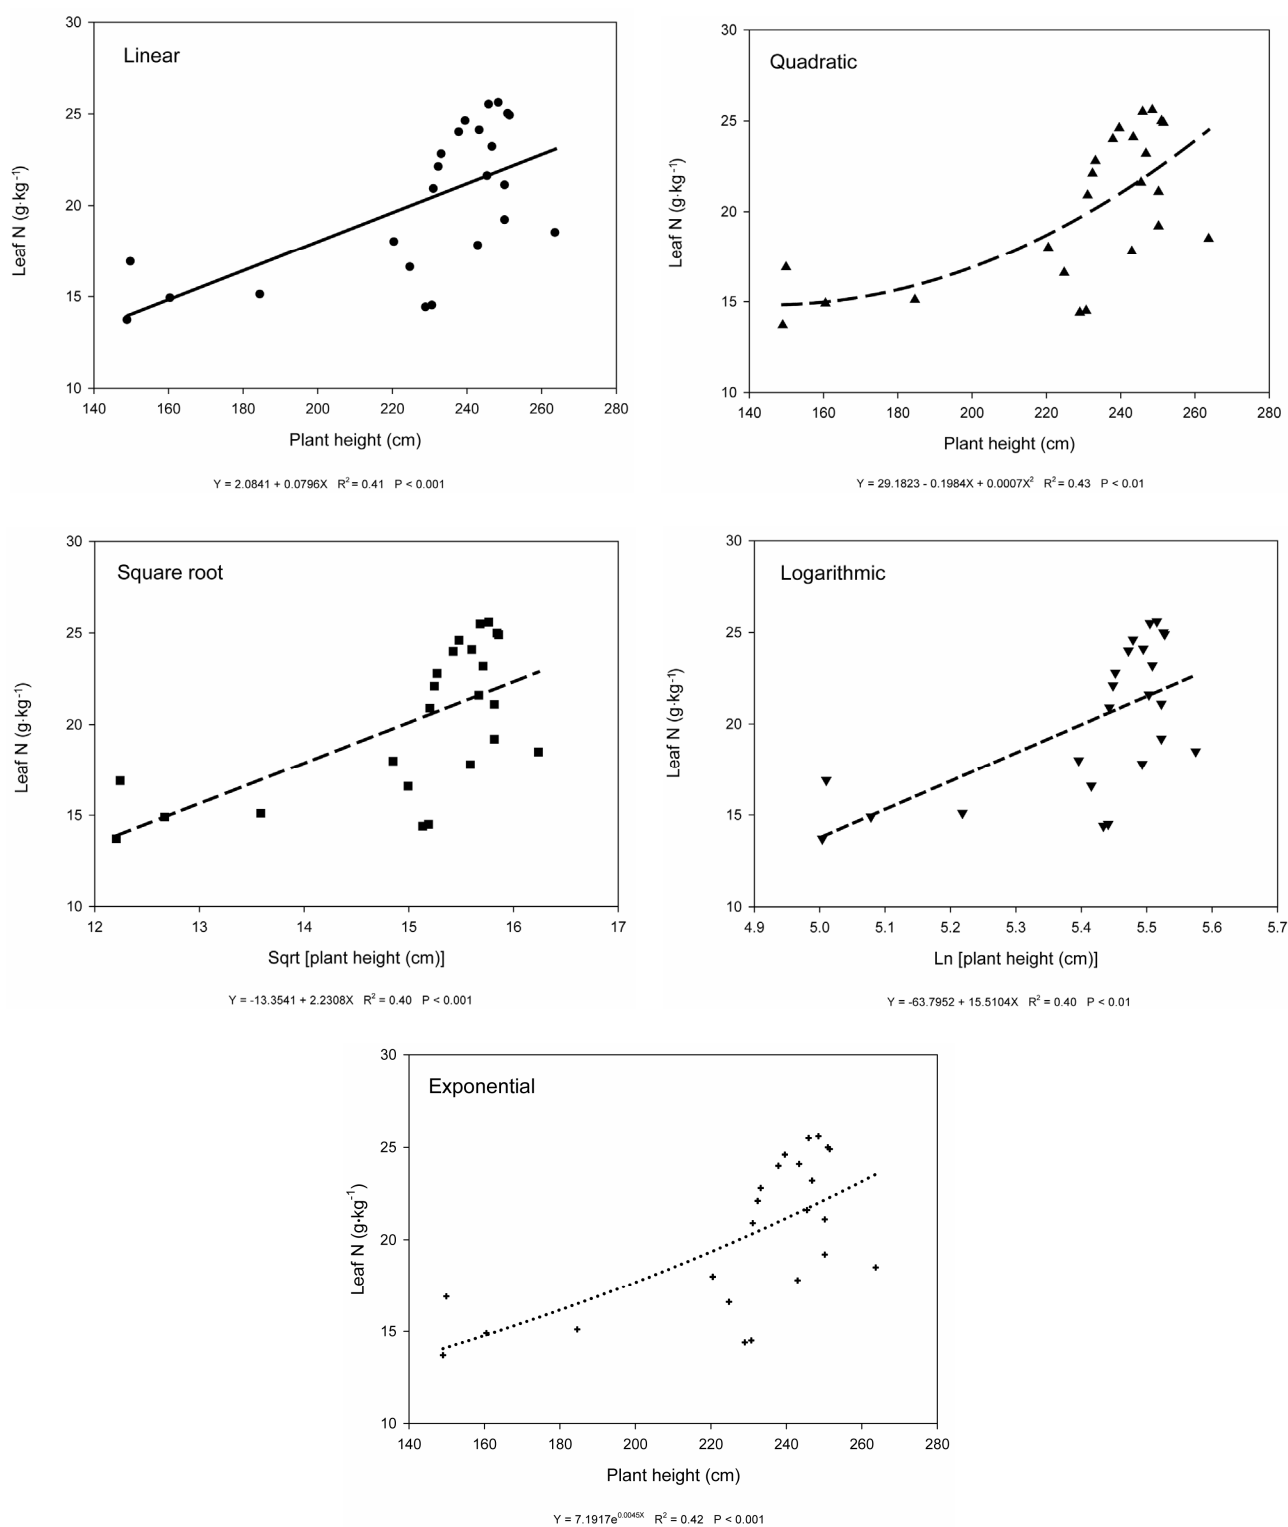 Linear
Leaf N (g·kg⁻¹)
30
25
20
15
10
140 160 180 200 220 240 260 280
Plant height (cm)
Y = 2.0841 + 0.0796X R² = 0.41 P < 0.001
Quadratic
Leaf N (g·kg⁻¹)
30
25
20
15
10
140 160 180 200 220 240 260 280
Plant height (cm)
Y = 29.1823 - 0.1984X + 0.0007X² R² = 0.43 P < 0.01
Square root
Leaf N (g·kg⁻¹)
30
25
20
15
10
12 13 14 15 16 17
Sqrt [plant height (cm)]
Y = -13.3541 + 2.2308X R² = 0.40 P < 0.001
Logarithmic
Leaf N (g·kg⁻¹)
30
25
20
15
10
4.9 5.0 5.1 5.2 5.3 5.4 5.5 5.6 5.7
Ln [plant height (cm)]
Y = -63.7952 + 15.5104X R² = 0.40 P < 0.01
Exponential
Leaf N (g·kg⁻¹)
30
25
20
15
10
140 160 180 200 220 240 260 280
Plant height (cm)
Y = 7.1917e⁰·⁰⁰⁴⁵ˣ R² = 0.42 P < 0.001